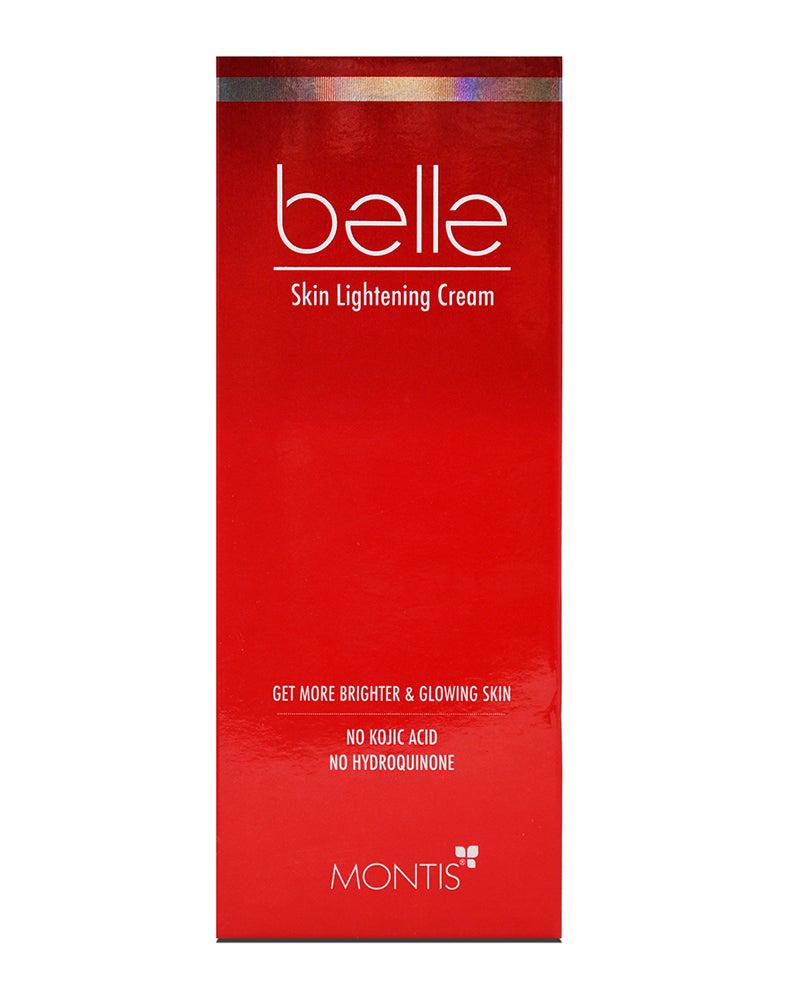 belle
Skin Lightening Cream
GET MORE BRIGHTER & GLOWING SKIN
NO KOJIC ACID
NO HYDROQUINONE
MONTIS®